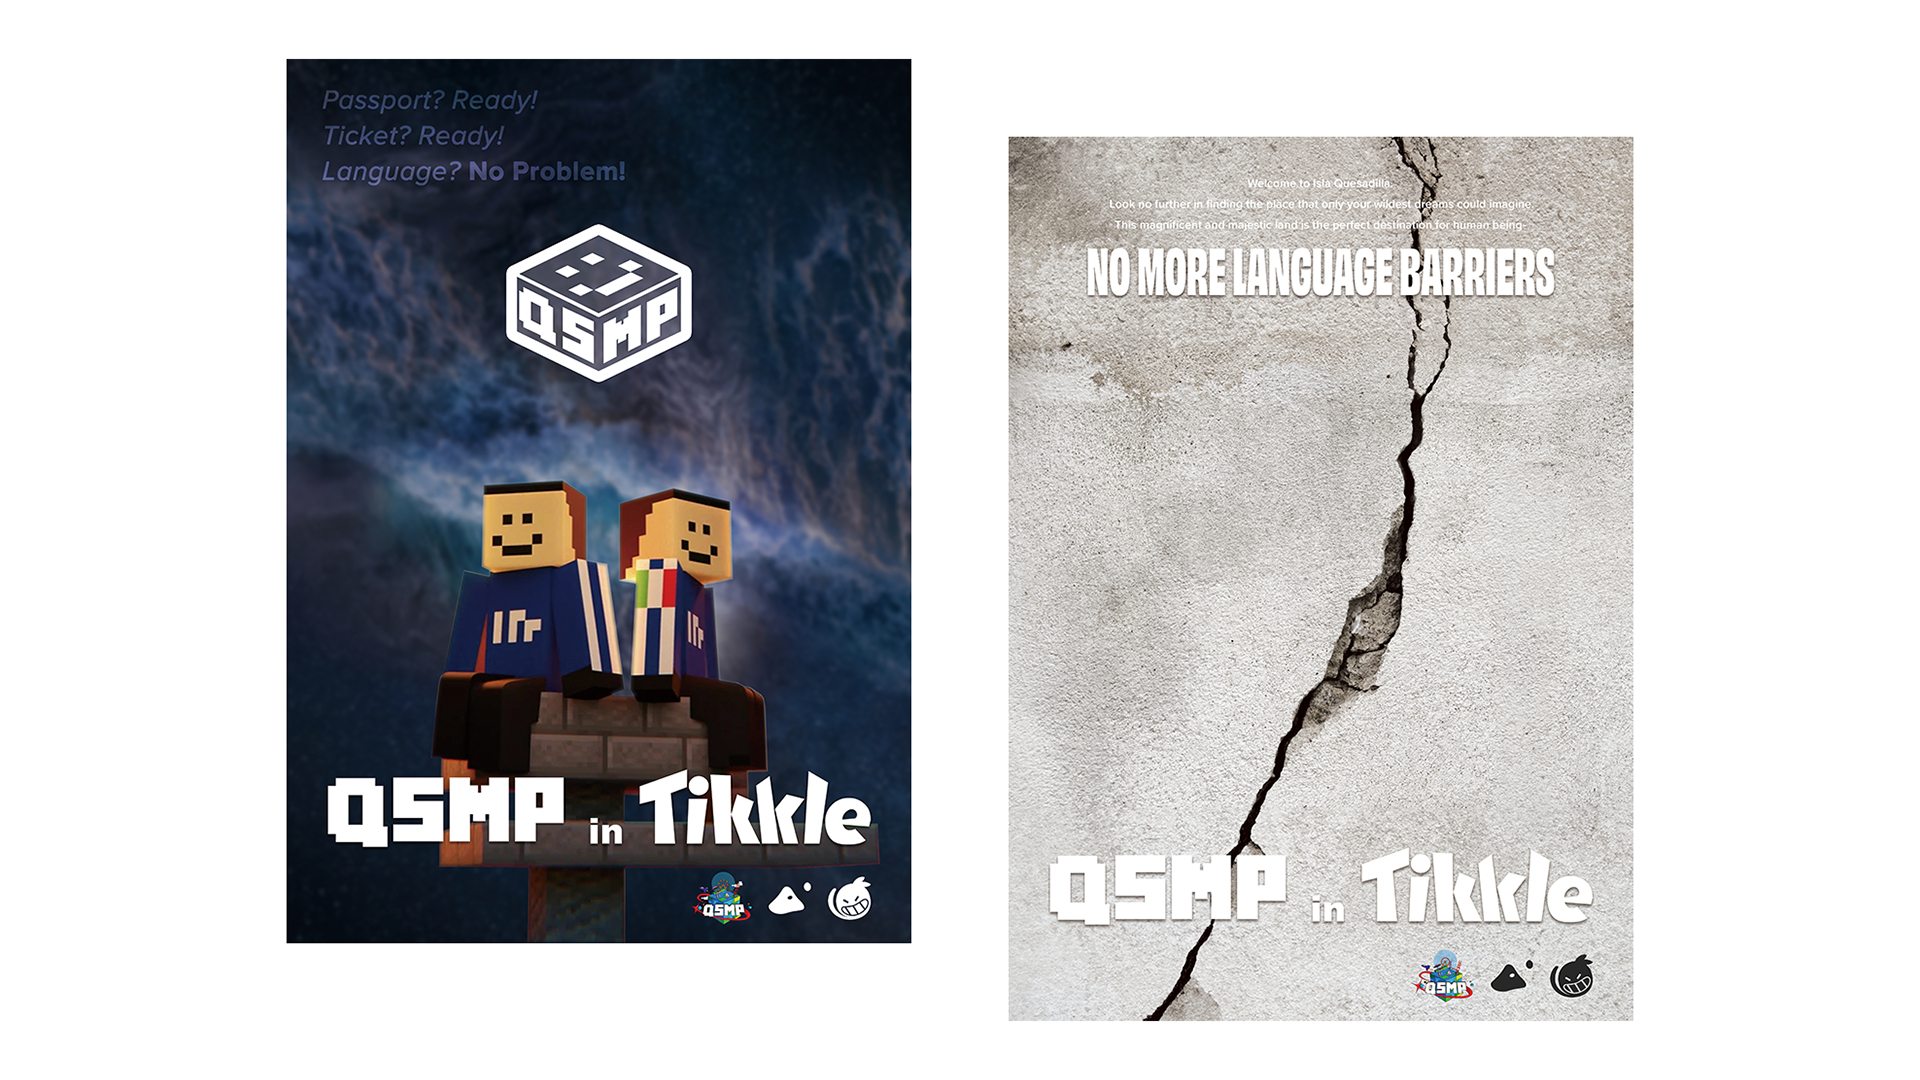 Passport? Ready!
Ticket? Ready!
Language? No Problem!
QSMP
QSMP in Tikkle
QSMP
Welcome to Isla Quesadilla.
Look no further in finding the place that only your wildest dreams could imagine.
This magnificent and majestic land is the perfect destination for human being-
NO MORE LANGUAGE BARRIERS
QSMP in Tikkle
QSMP